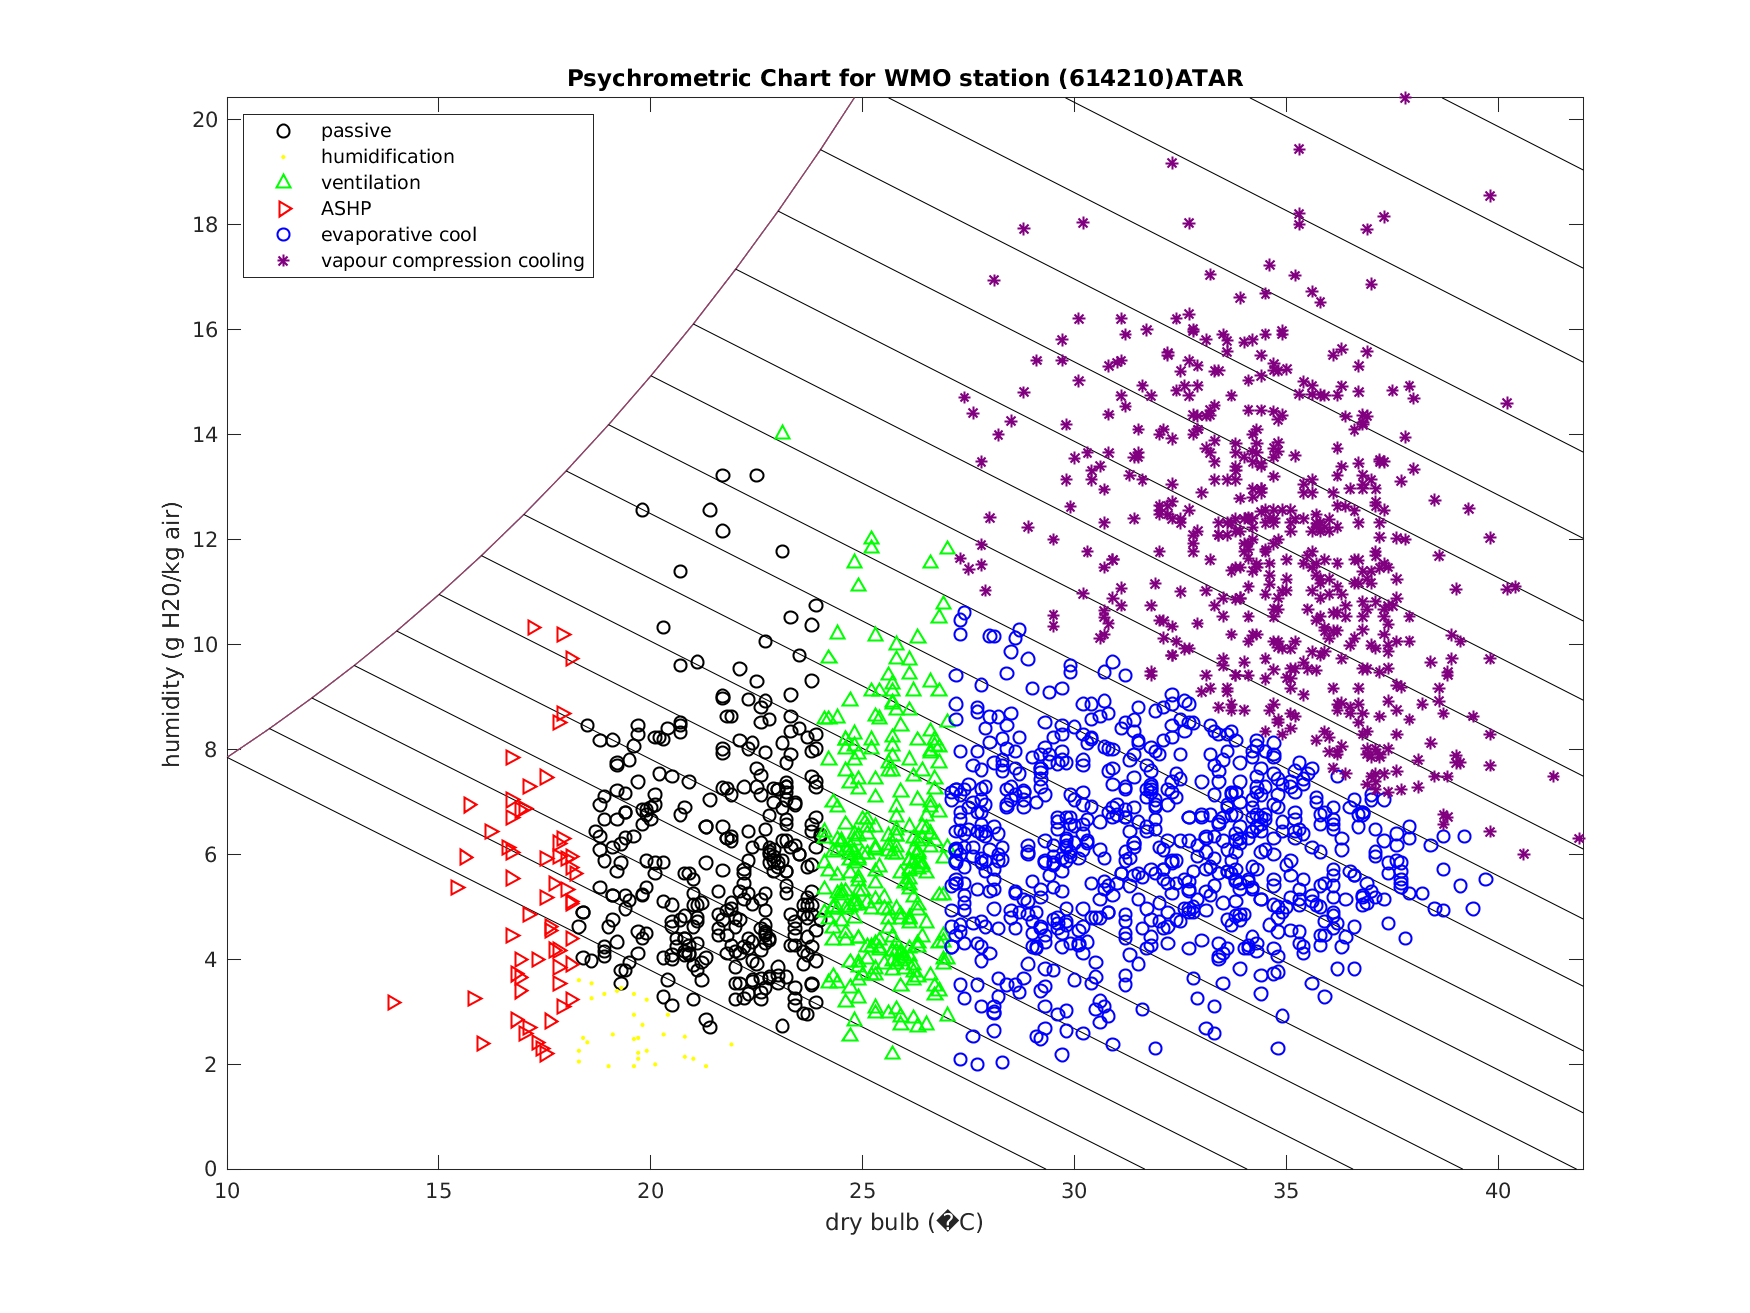 Psychrometric Chart for WMO station (614210)ATAR
passive
humidification
ventilation
ASHP
evaporative cool
vapour compression cooling
humidity (g H20/kg air)
20
18
16
14
12
10
8
6
4
2
0
10 15 20 25 30 35 40
dry bulb (�C)